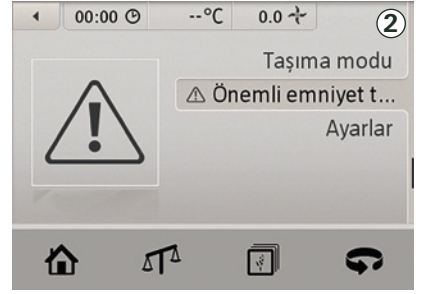 00:00 --°C 0.0 2
Taşıma modu
Önemli emniyet t...
Ayarlar